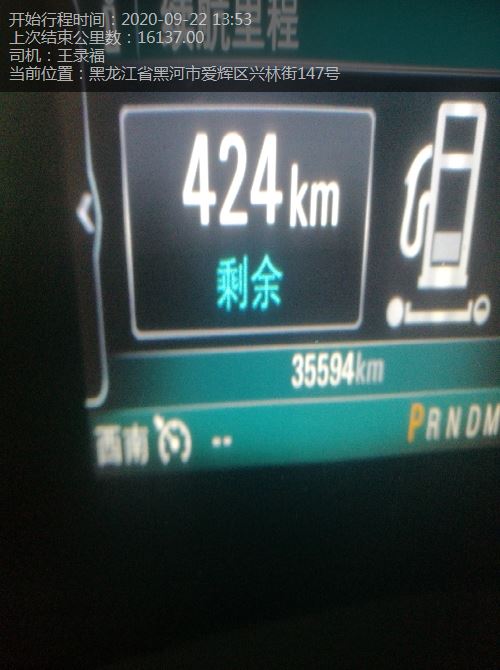 开始行程时间：2020-09-22 13:53
上次结束公里数：16137.00
司机：王录福
当前位置：黑龙江省黑河市爱辉区兴林街147号
续航里程
424km
剩余
35594km
西南 --
PRNDM